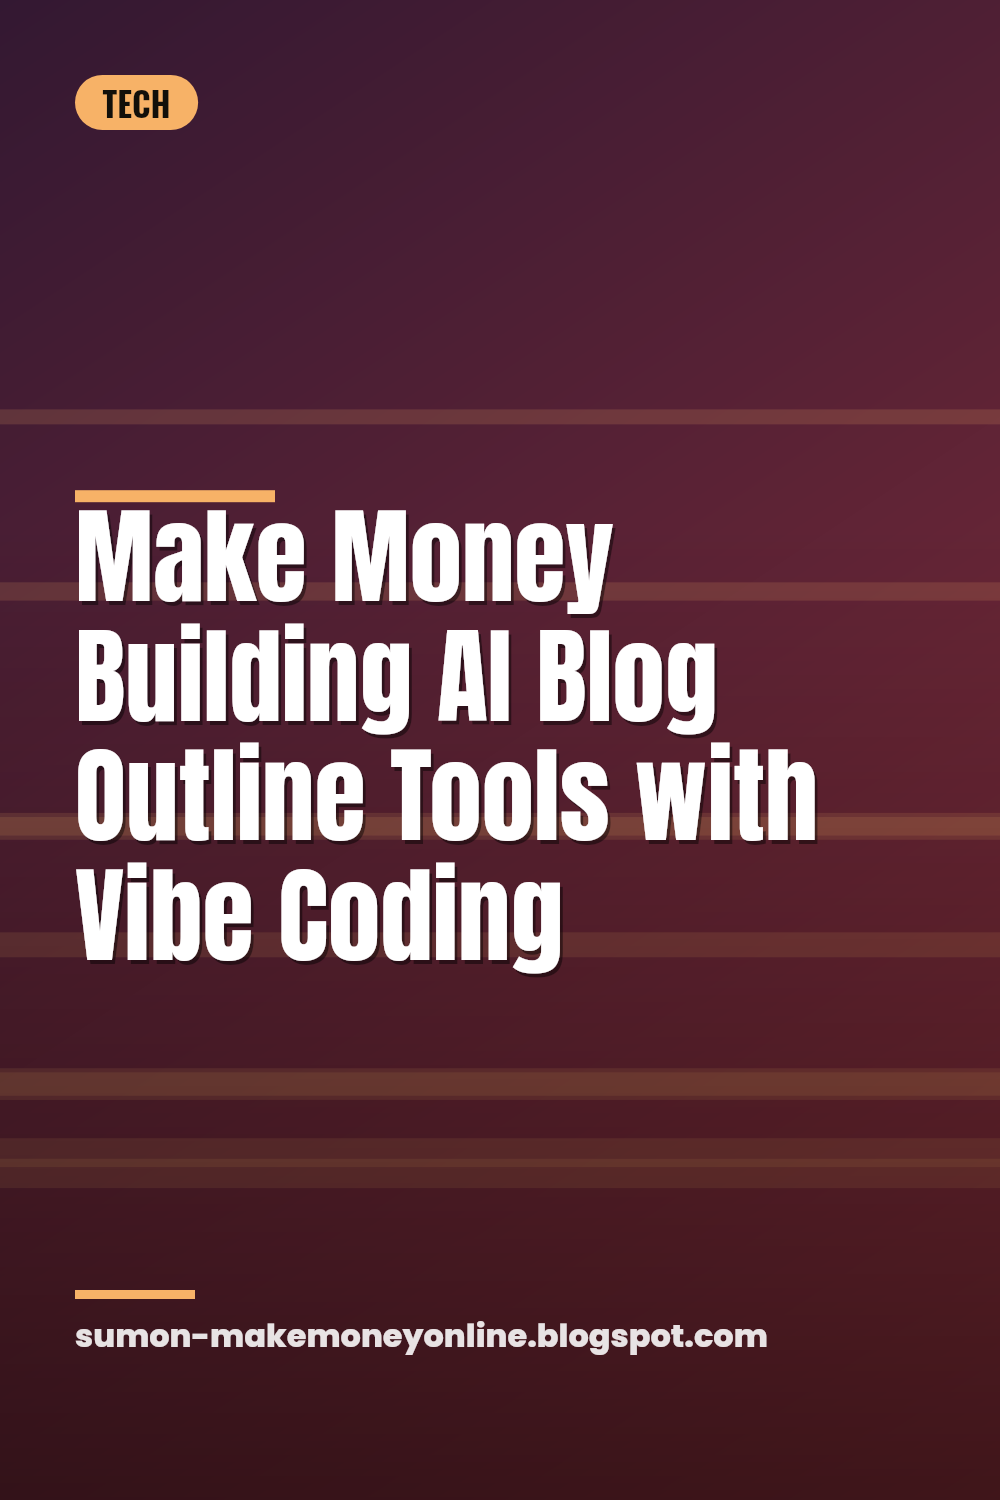 TECH
Make Money
Building AI Blog
Outline Tools with
Vibe Coding
sumon-makemoneyonline.blogspot.com